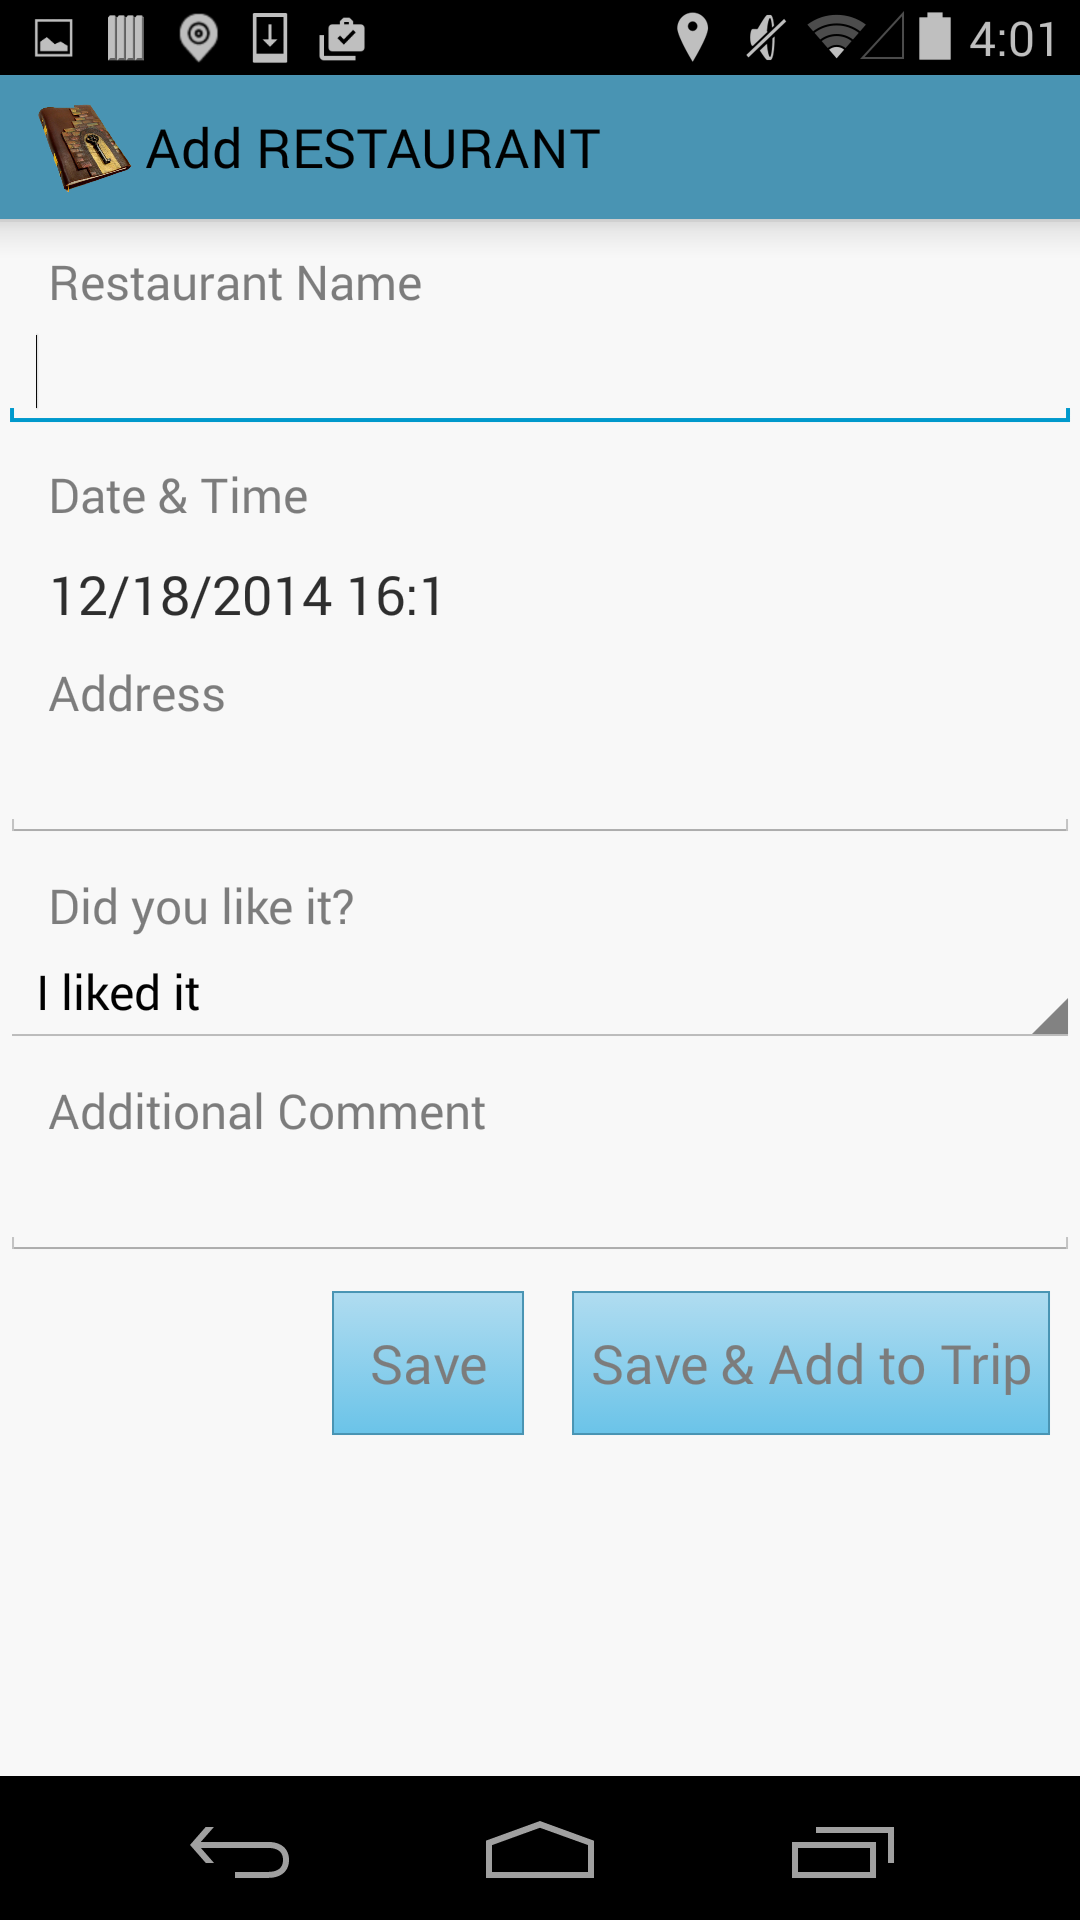 4:01
Add RESTAURANT
Restaurant Name
Date & Time
12/18/2014 16:1
Address
Did you like it?
I liked it
Additional Comment
Save
Save & Add to Trip